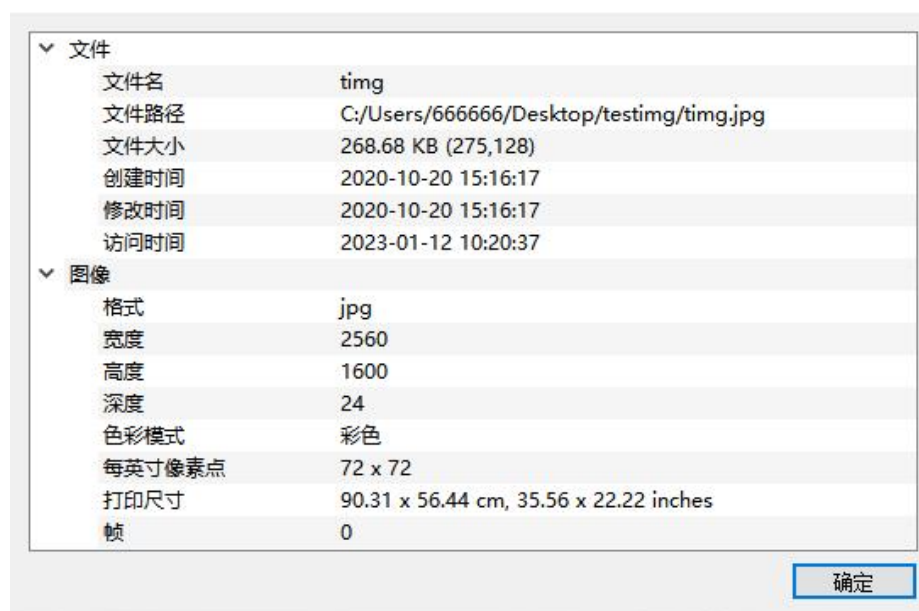 文件
文件名 timg
文件路径 C:/Users/666666/Desktop/testimg/timg.jpg
文件大小 268.68 KB (275,128)
创建时间 2020-10-20 15:16:17
修改时间 2020-10-20 15:16:17
访问时间 2023-01-12 10:20:37
图像
格式 jpg
宽度 2560
高度 1600
深度 24
色彩模式 彩色
每英寸像素点 72 x 72
打印尺寸 90.31 x 56.44 cm, 35.56 x 22.22 inches
帧 0
确定